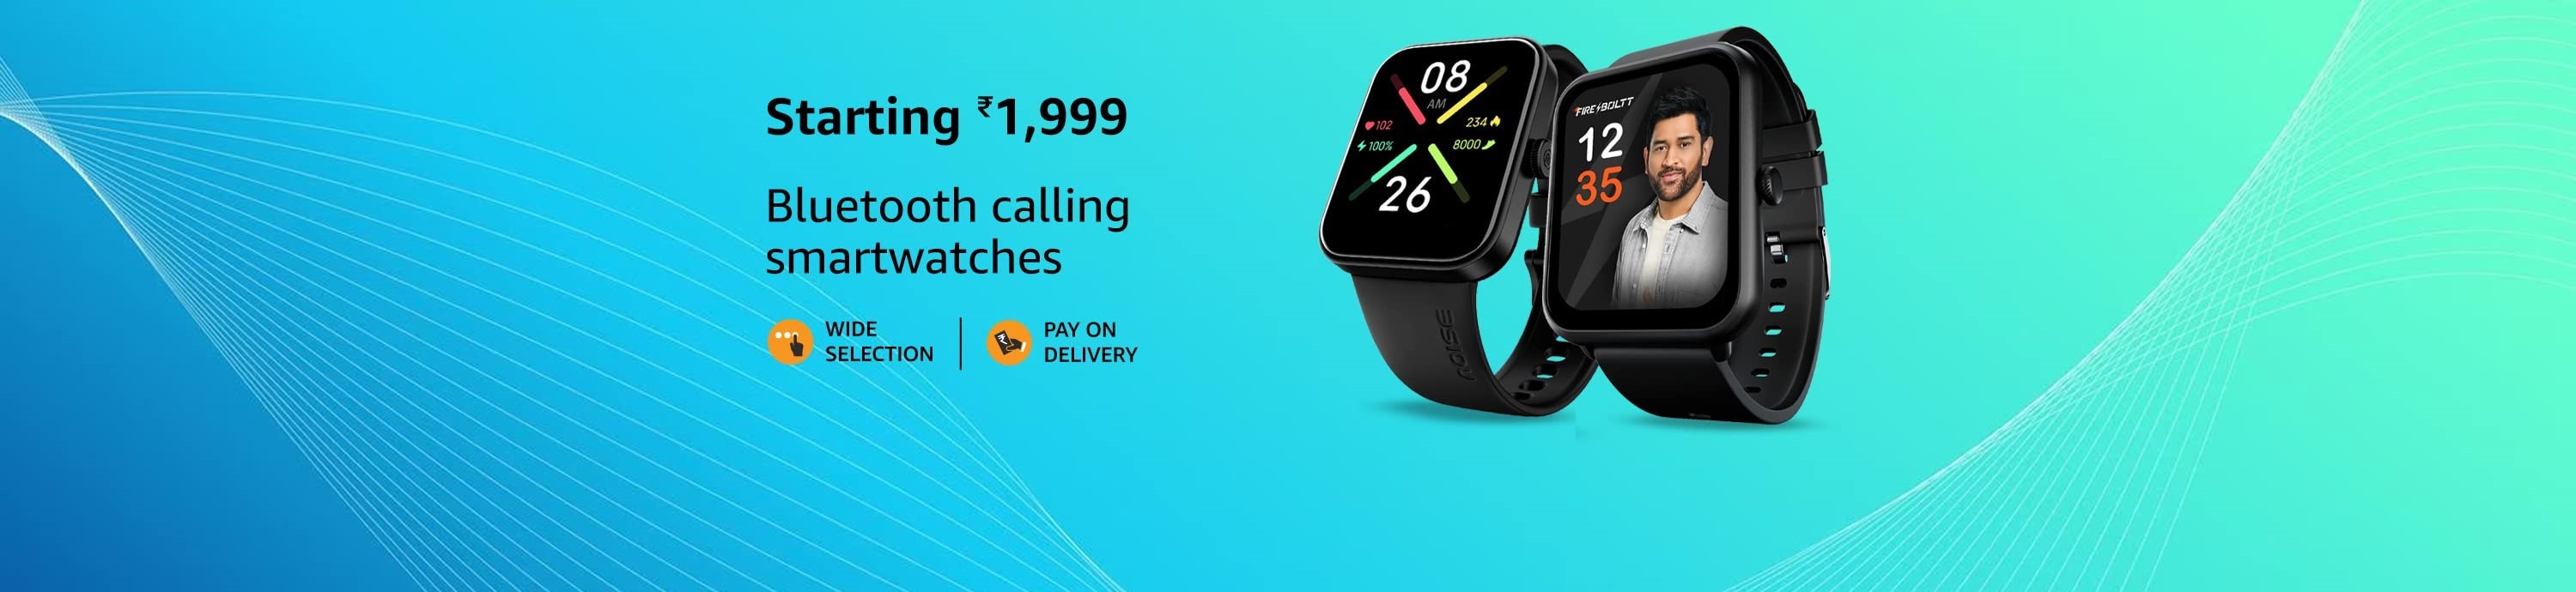 Starting ₹1,999
Bluetooth calling
smartwatches
WIDE
SELECTION
PAY ON
DELIVERY
08
AM
102
234
100%
8000
26
NOISE
FIRE BOLTT
12
35